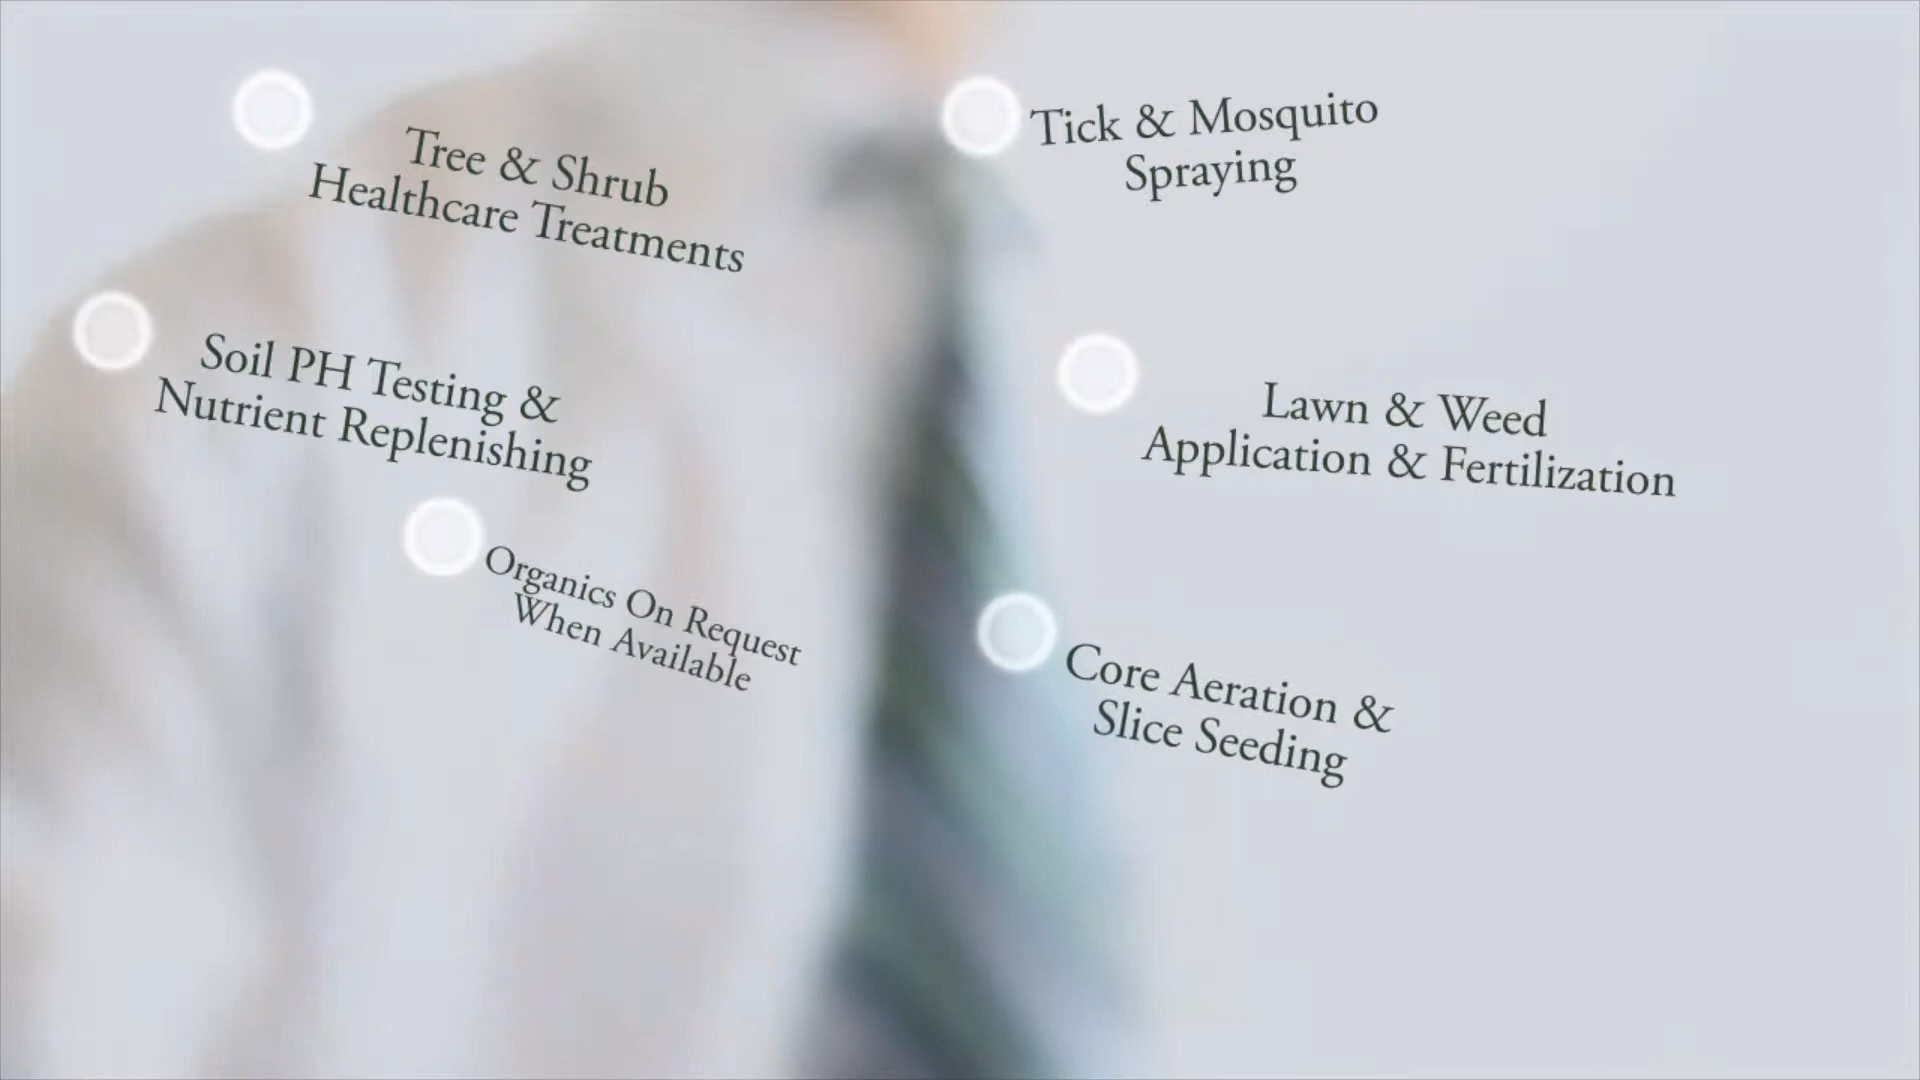 Tree & Shrub
Healthcare Treatments
Soil PH Testing &
Nutrient Replenishing
Organics On Request
When Available
Tick & Mosquito
Spraying
Lawn & Weed
Application & Fertilization
Core Aeration &
Slice Seeding